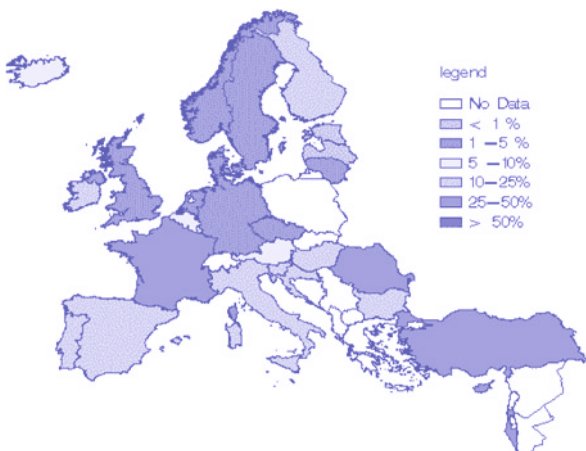 legend
No Data
< 1 %
1 –5 %
5 –10%
10–25%
25–50%
> 50%